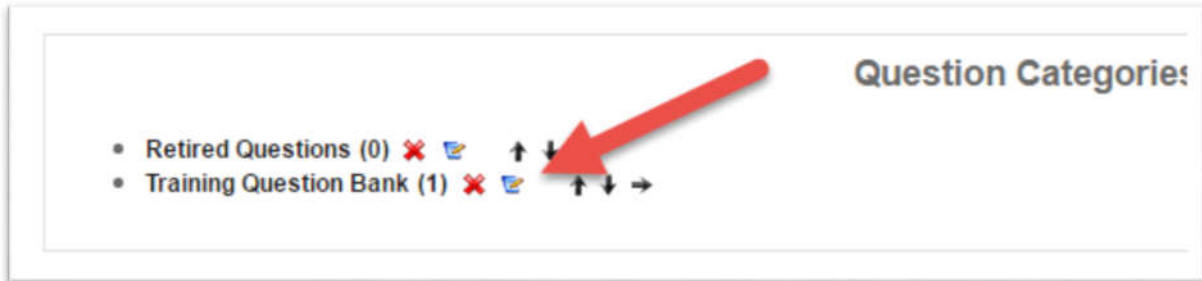 Question Categories
Retired Questions (0)
Training Question Bank (1)